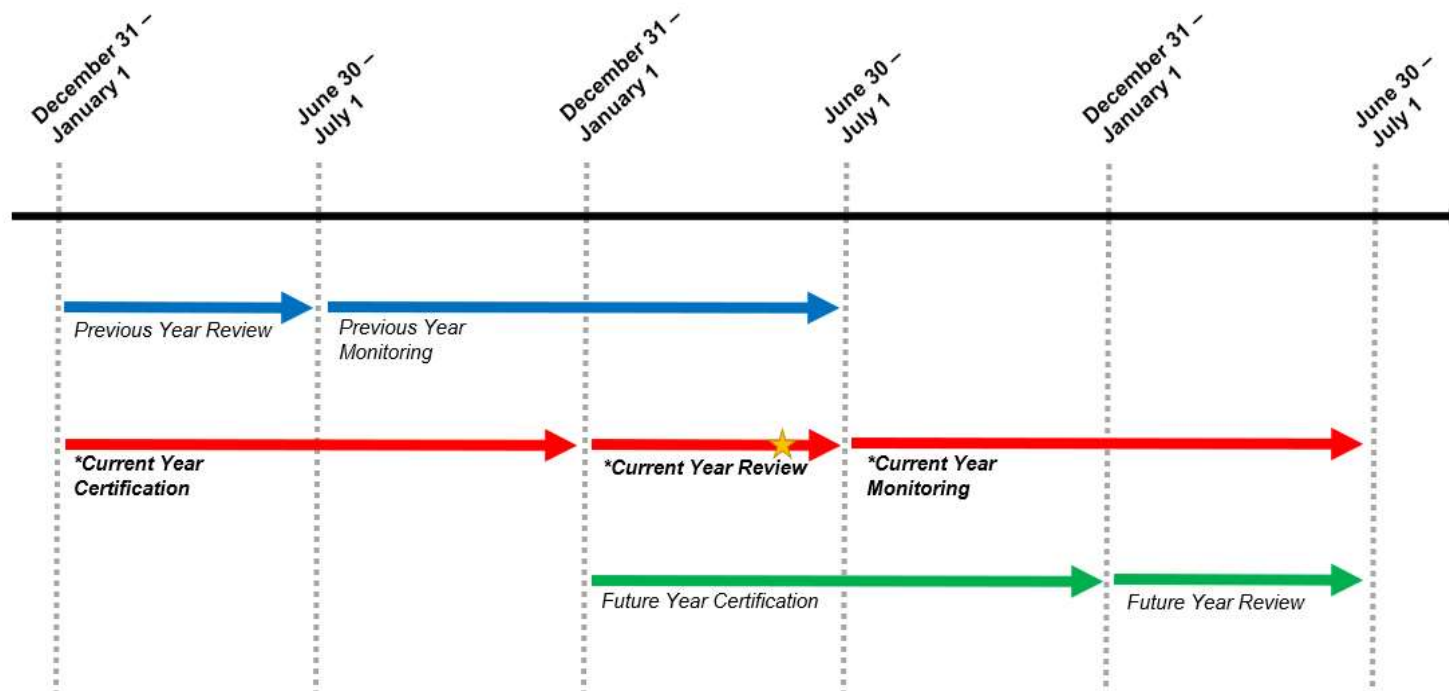 December 31 –
January 1
June 30 –
July 1
December 31 –
January 1
June 30 –
July 1
December 31 –
January 1
June 30 –
July 1
Previous Year Review
Previous Year
Monitoring
*Current Year
Certification
*Current Year Review
*Current Year
Monitoring
Future Year Certification
Future Year Review